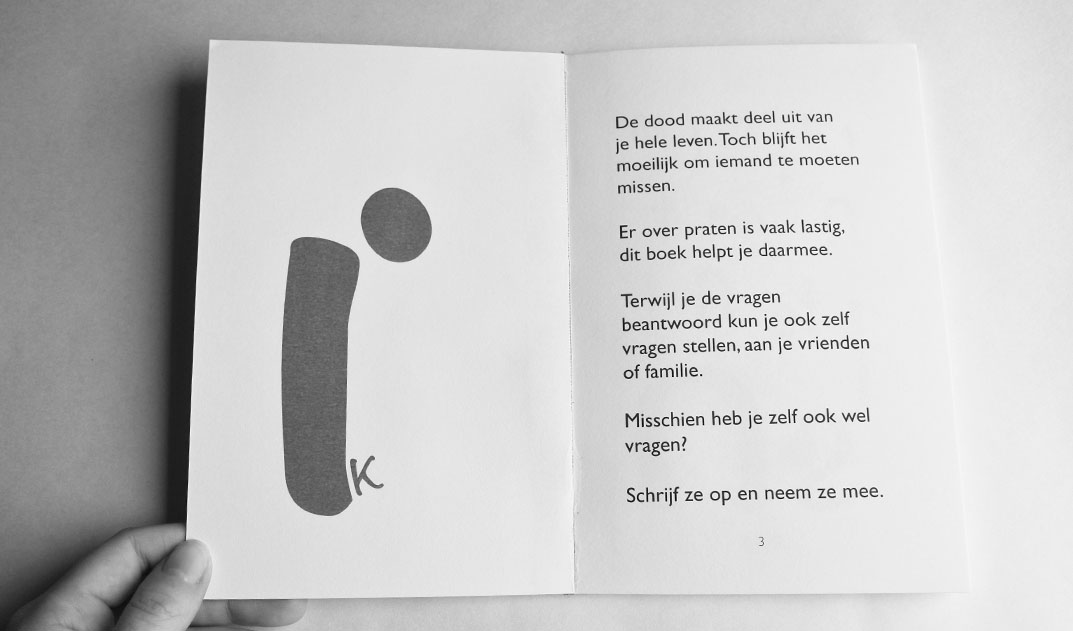 iK
De dood maakt deel uit van
je hele leven. Toch blijft het
moeilijk om iemand te moeten
missen.
Er over praten is vaak lastig,
dit boek helpt je daarmee.
Terwijl je de vragen
beantwoord kun je ook zelf
vragen stellen, aan je vrienden
of familie.
Misschien heb je zelf ook wel
vragen?
Schrijf ze op en neem ze mee.
3